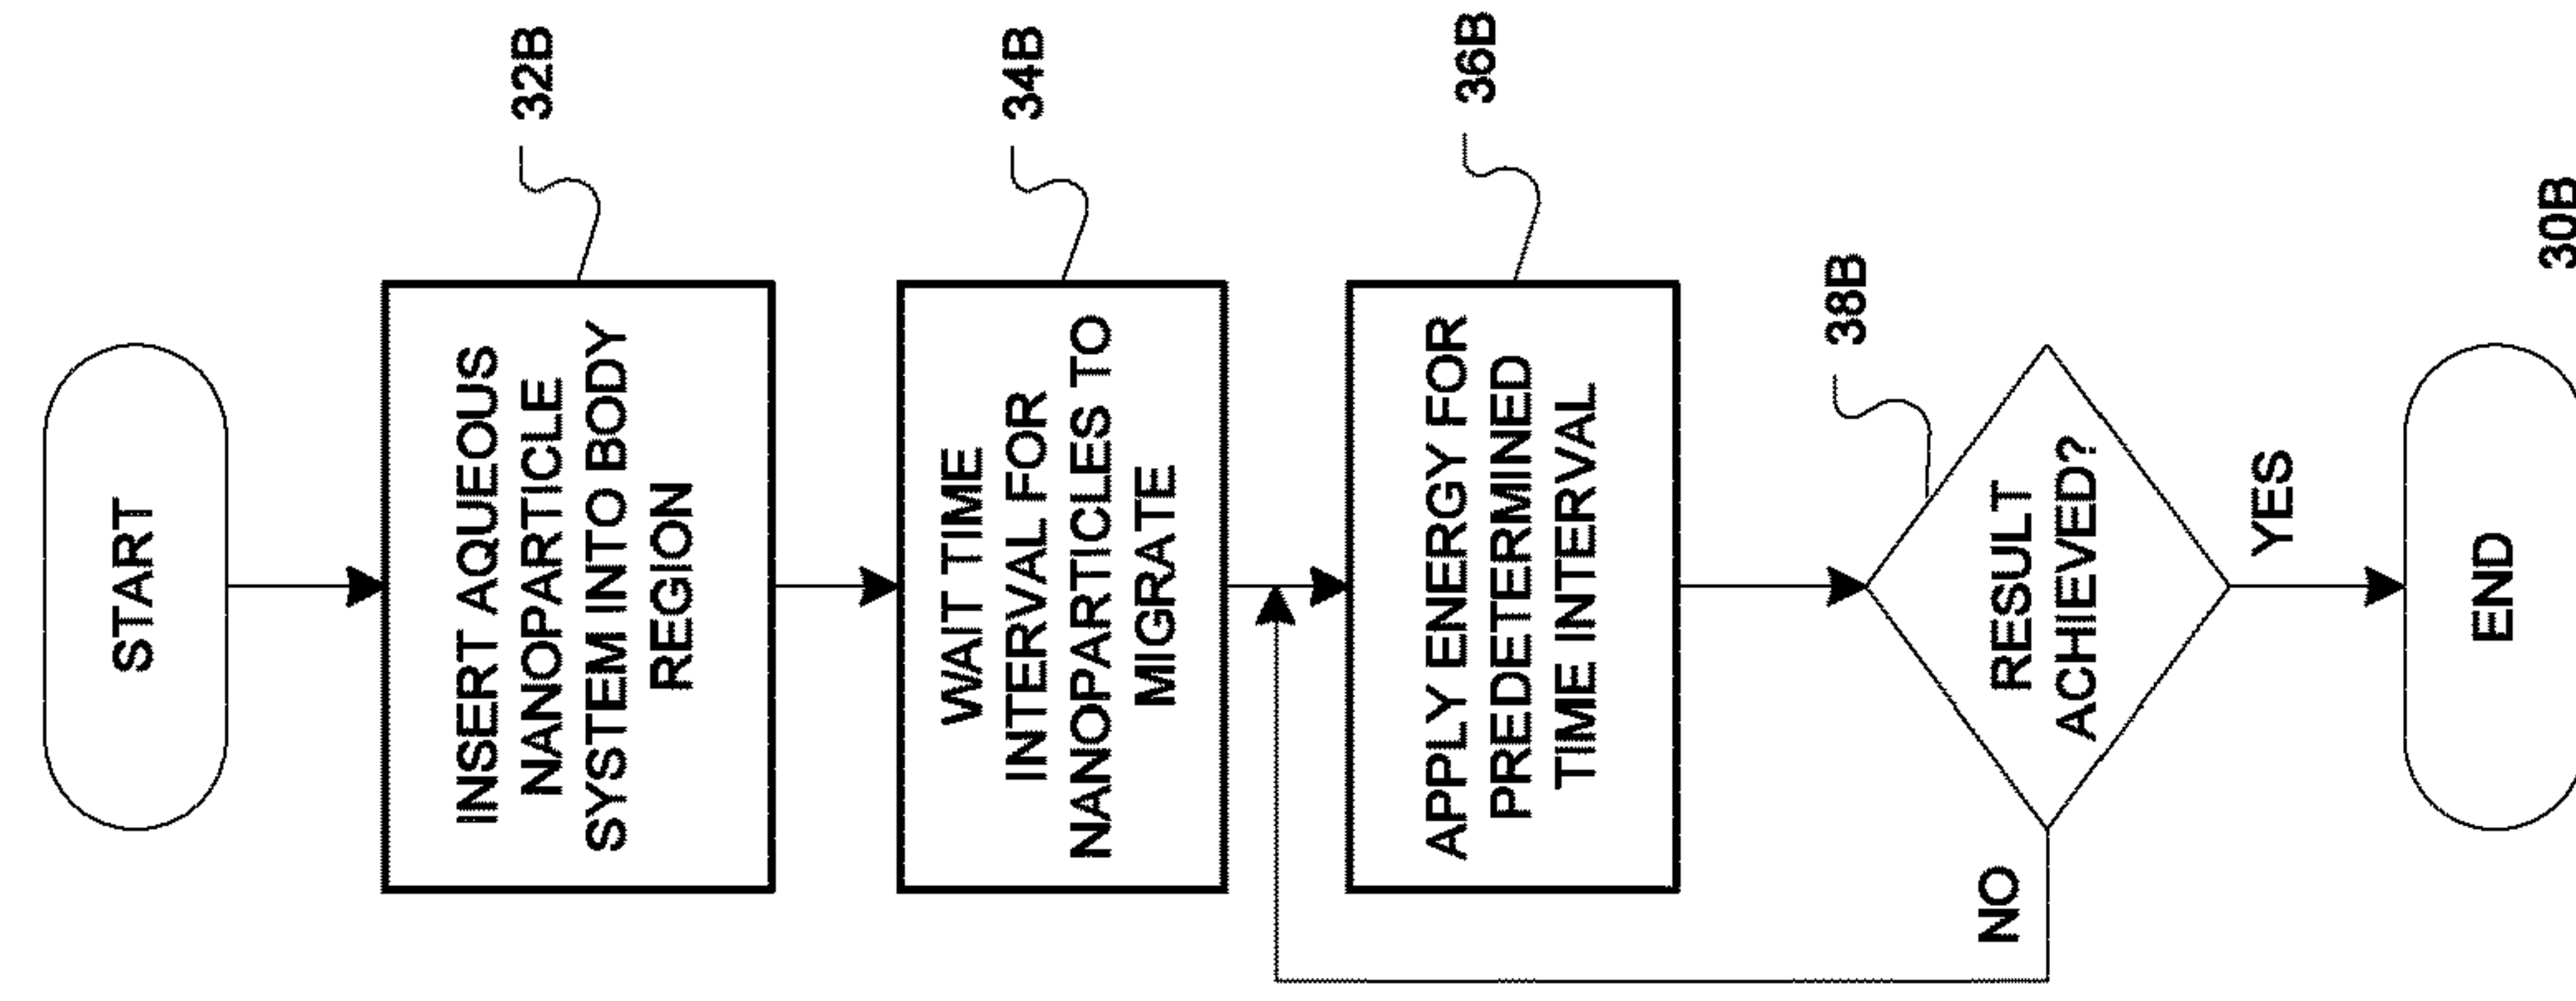 START
INSERT AQUEOUS
NANOPARTICLE
SYSTEM INTO BODY
REGION
32B
WAIT TIME
INTERVAL FOR
NANOPARTICLES TO
MIGRATE
34B
APPLY ENERGY FOR
PREDETERMINED
TIME INTERVAL
36B
38B
RESULT
ACHIEVED?
NO
YES
END
30B